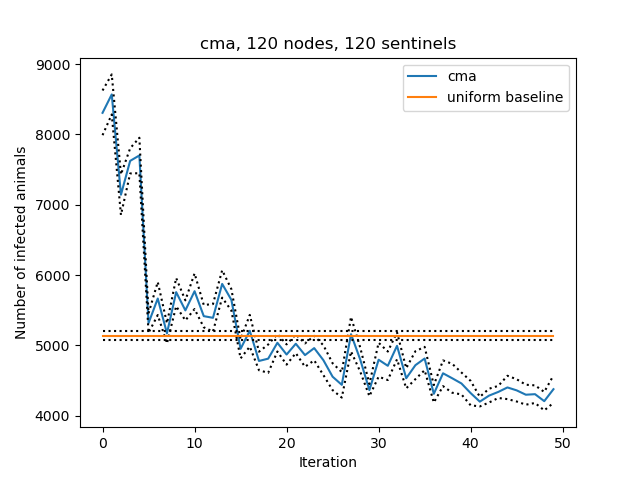 cma, 120 nodes, 120 sentinels
cma
uniform baseline
Number of infected animals
9000
8000
7000
6000
5000
4000
0 10 20 30 40 50
Iteration